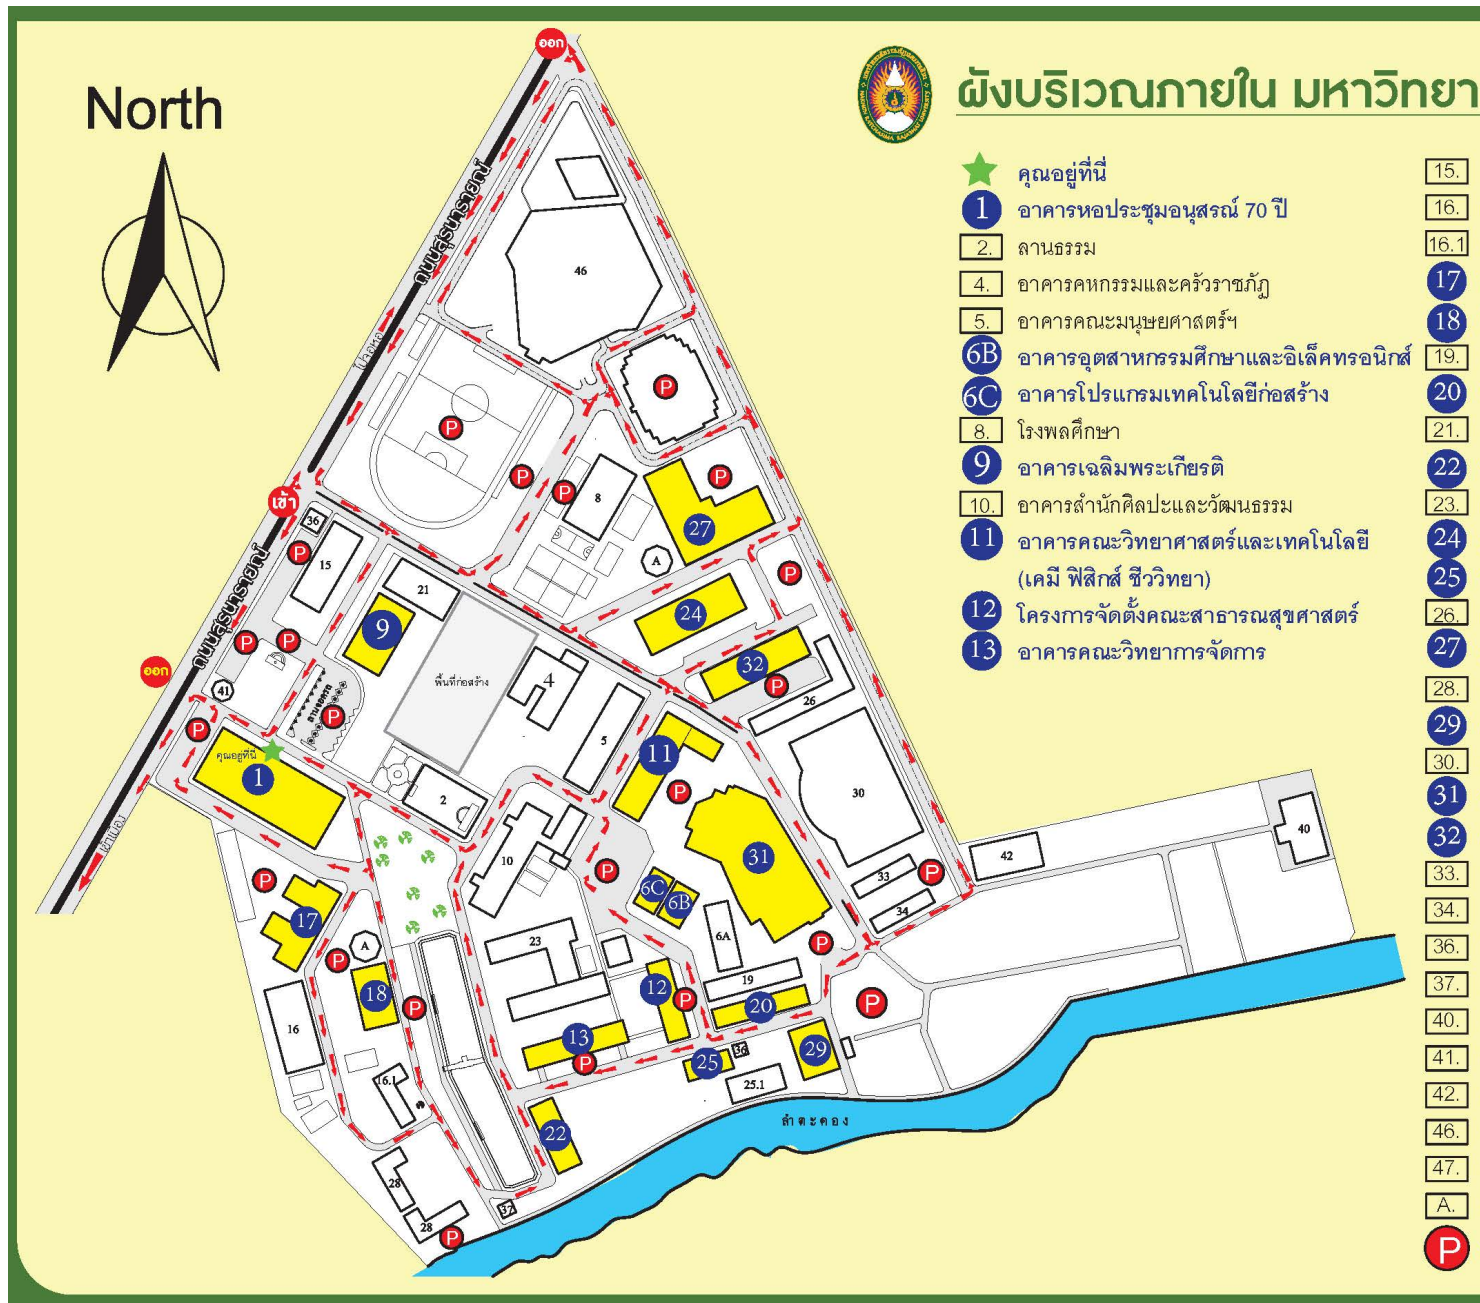 North
ผังบริเวณภายใน มหาวิทยา
คุณอยู่ที่นี่
1 อาคารหอประชุมอนุสรณ์ 70 ปี
2. ลานธรรม
4. อาคารคหกรรมและครัวราชภัฏ
5. อาคารคณะมนุษยศาสตร์ฯ
6B อาคารอุตสาหกรรมศึกษาและอิเล็คทรอนิกส์
6C อาคารโปรแกรมเทคโนโลยีก่อสร้าง
8. โรงพลศึกษา
9 อาคารเฉลิมพระเกียรติ
10. อาคารสำนักศิลปะและวัฒนธรรม
11 อาคารคณะวิทยาศาสตร์และเทคโนโลยี
(เคมี ฟิสิกส์ ชีววิทยา)
12 โครงการจัดตั้งคณะสาธารณสุขศาสตร์
13 อาคารคณะวิทยาการจัดการ
15.
16.
16.1
17
18
19.
20
21.
22
23.
24
25
26.
27
28.
29
30.
31
32
33.
34.
36.
37.
40.
41.
42.
46.
47.
A.
P
ออก
ถนนสุรนารายณ์
46
P
P
P
P
8
P
27
เข้า
36
P
15
ถนนสุรนารายณ์
A
P
21
9
24
P
P
ออก
32
P
41
พื้นที่ก่อสร้าง
4
26
P
ลานจอดรถ
P
11
5
คุณอยู่ที่นี่
1
2
P
30
เข้าเมือง
10
31
P
P
6C
6B
33
P
42
40
34
17
A
P
23
6A
P
18
P
12
P
19
20
P
16
13
P
25
36
29
16.1
25.1
22
ลำตะคอง
28
28
P
37